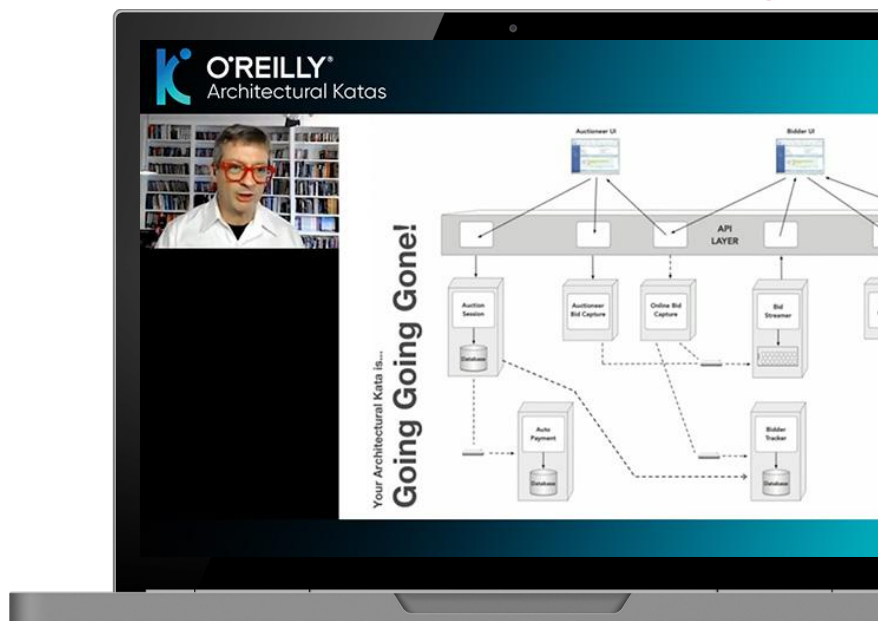 O'REILLY®
Architectural Katas
Your Architectural Kata is...
Going Going Gone!
Auctioneer UI
Bidder UI
API
LAYER
Auction
Session
Database
Auctioneer
Bid Capture
Online Bid
Capture
Bid
Streamer
Auto
Payment
Database
Bidder
Tracker
Database